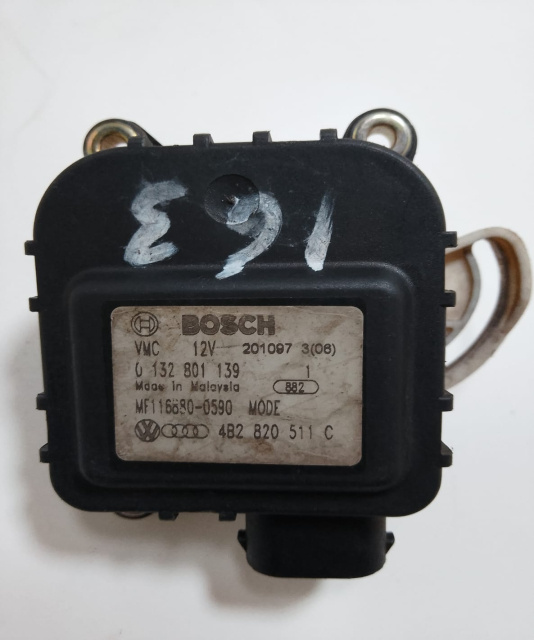 163
BOSCH
VMC 12V 201097 3(06)
0 132 801 139 1
Made in Malaysia 882
MF116680-0590 MODE
4B2 820 511 C